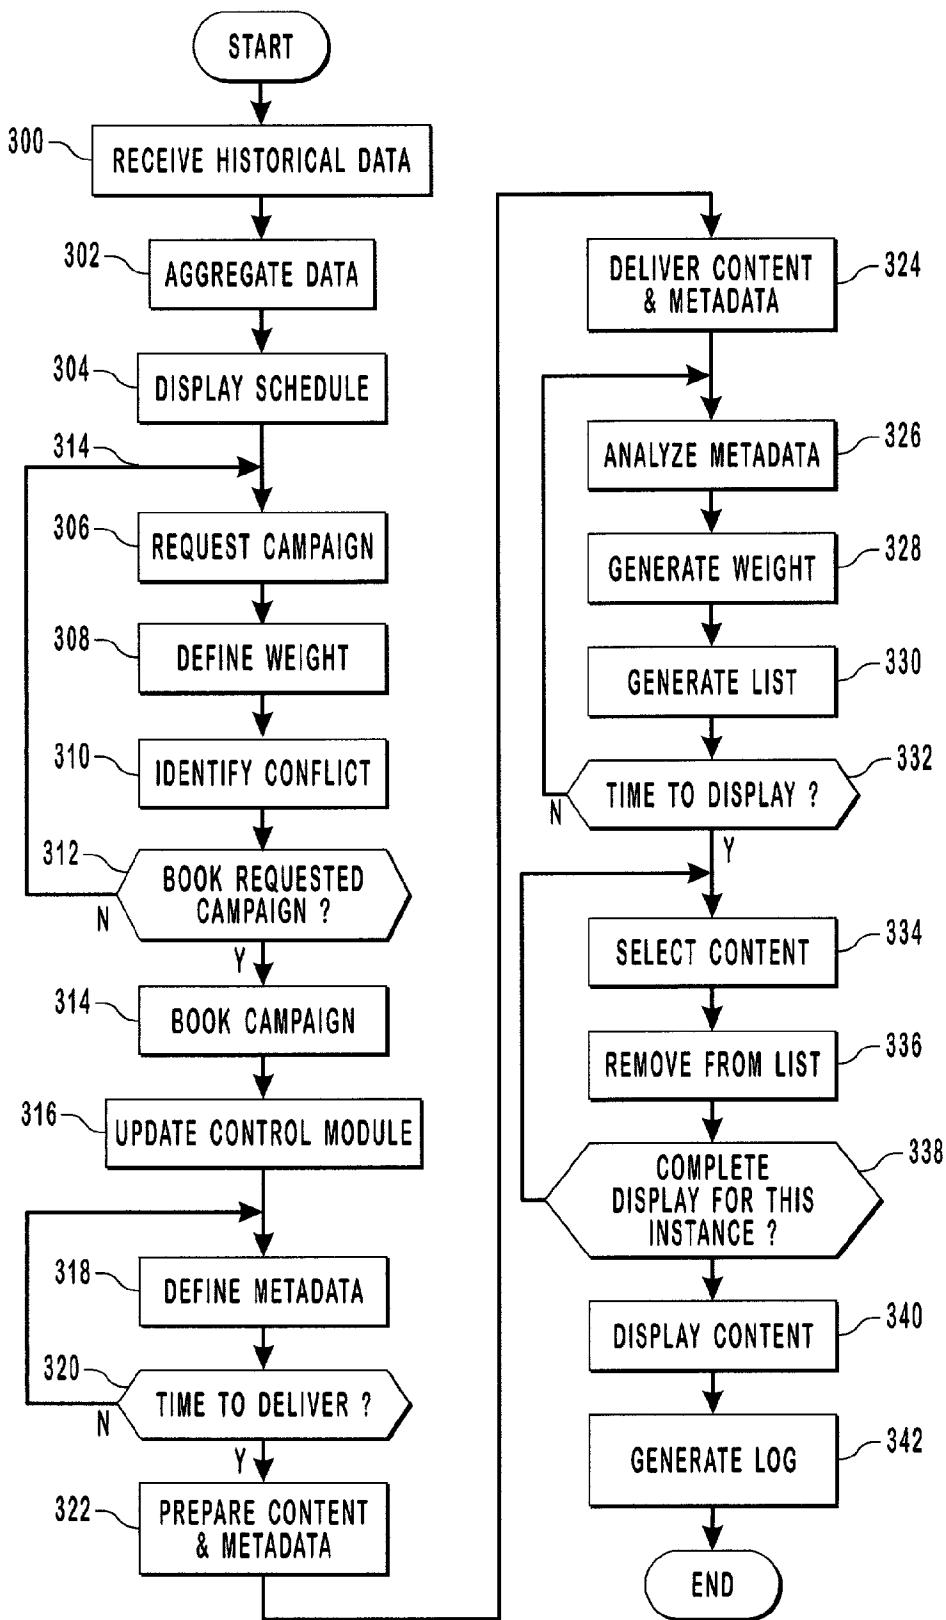 START
300
RECEIVE HISTORICAL DATA
302
AGGREGATE DATA
304
DISPLAY SCHEDULE
314
306
REQUEST CAMPAIGN
308
DEFINE WEIGHT
310
IDENTIFY CONFLICT
312
BOOK REQUESTED
CAMPAIGN ?
N
Y
314
BOOK CAMPAIGN
316
UPDATE CONTROL MODULE
318
DEFINE METADATA
320
TIME TO DELIVER ?
N
Y
322
PREPARE CONTENT
& METADATA
DELIVER CONTENT
& METADATA
324
ANALYZE METADATA
326
GENERATE WEIGHT
328
GENERATE LIST
330
TIME TO DISPLAY ?
332
N
Y
SELECT CONTENT
334
REMOVE FROM LIST
336
COMPLETE
DISPLAY FOR THIS
INSTANCE ?
338
DISPLAY CONTENT
340
GENERATE LOG
342
END